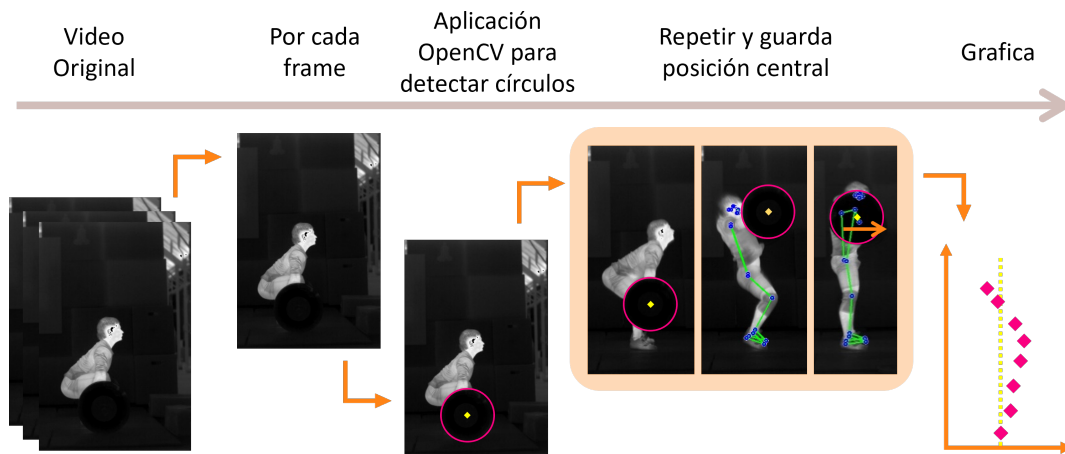 Video
Original
Por cada
frame
Aplicación
OpenCV para
detectar círculos
Repetir y guarda
posición central
Grafica